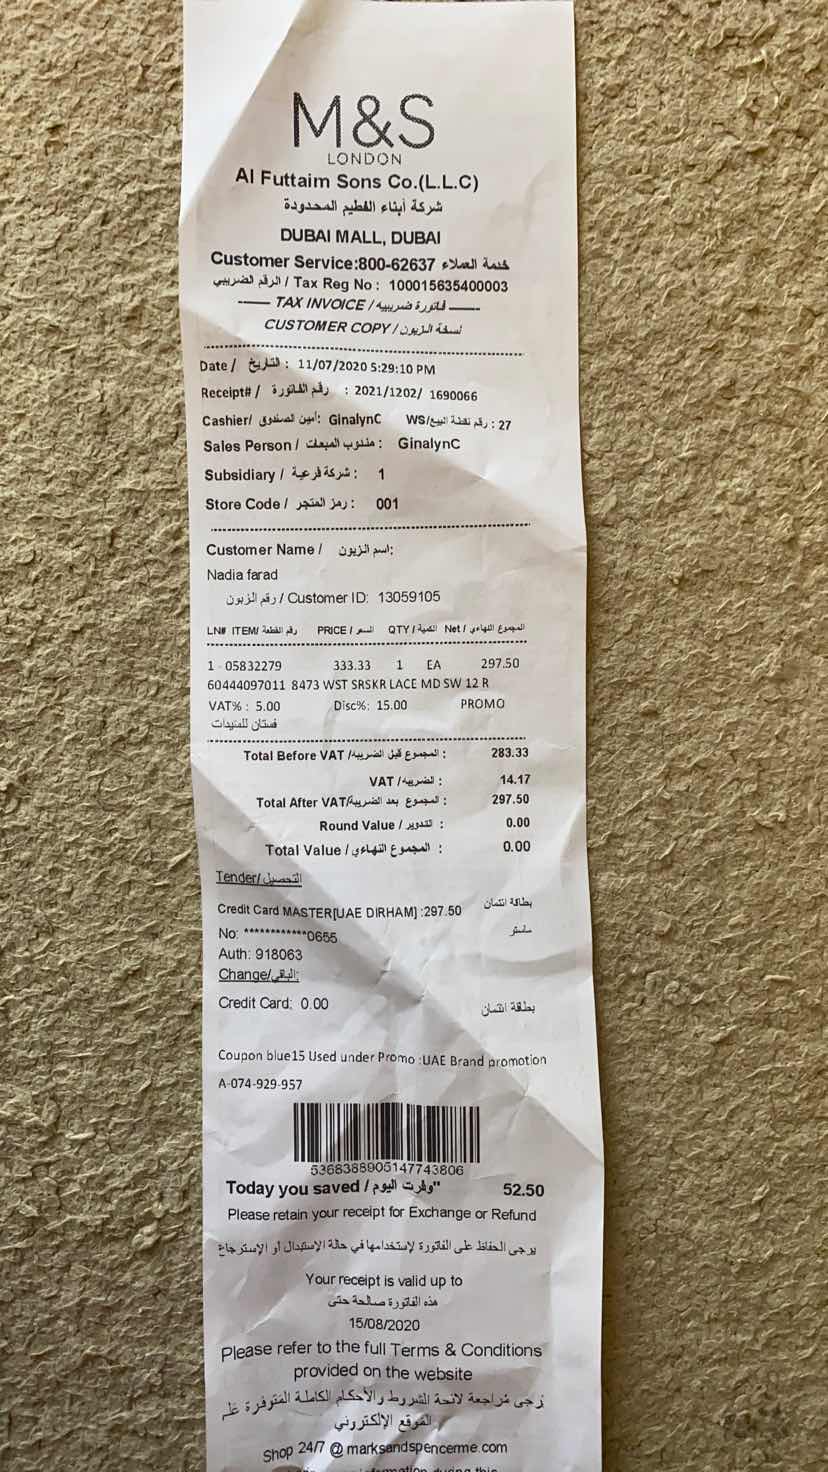 M&S
LONDON
Al Futtaim Sons Co.(L.L.C)
شركة أبناء الفطيم المحدودة
DUBAI MALL, DUBAI
Customer Service:800-62637 خدمة العملاء
الرقم الضريبي / Tax Reg No : 100015635400003
TAX INVOICE / فاتورة ضريبيه
CUSTOMER COPY / نسخة الزبون
Date / التاريخ : 11/07/2020 5:29:10 PM
Receipt# / رقم الفاتورة : 2021/1202/ 1690066
Cashier/ أمين الصندوق: GinalynC WS/رقم نقطة البيع : 27
Sales Person / مندوب المبعات : GinalynC
Subsidiary / شركة فرعية : 1
Store Code / رمز المتجر : 001
Customer Name / اسم الزبون:
Nadia farad
رقم الزبون / Customer ID: 13059105
LN# ITEM/ رقم القطعة PRICE / السعر QTY / الكمية Net / المجموع النهاءي
1 - 05832279 333.33 1 EA 297.50
60444097011 8473 WST SRSKR LACE MD SW 12 R
VAT% : 5.00 Disc%: 15.00 PROMO
فستان للسيدات
Total Before VAT /المجموع قبل الضريبه : 283.33
VAT /الضريبه : 14.17
Total After VAT/المجموع بعد الضريبة : 297.50
Round Value / التدوير : 0.00
Total Value / المجموع النهاءي : 0.00
Tender/ التحصيل
Credit Card MASTER[UAE DIRHAM] :297.50 بطاقة ائتمان
No: ************0655 ماستر
Auth: 918063
Change/الباقي:
Credit Card: 0.00 بطاقة ائتمان
Coupon blue15 Used under Promo :UAE Brand promotion
A-074-929-957
5368388905147743806
Today you saved / وفرت اليوم" 52.50
Please retain your receipt for Exchange or Refund
يرجى الحفاظ على الفاتورة لإستخدامها في حالة الإستبدال أو الإسترجاع
Your receipt is valid up to
هذه الفاتورة صالحة حتى
15/08/2020
Please refer to the full Terms & Conditions
provided on the website
يُرجى مُراجعة لائحة الشروط والأحكام الكاملة المتوفرة على
الموقع الإلكتروني
Shop 24/7 @ marksandspencerme.com